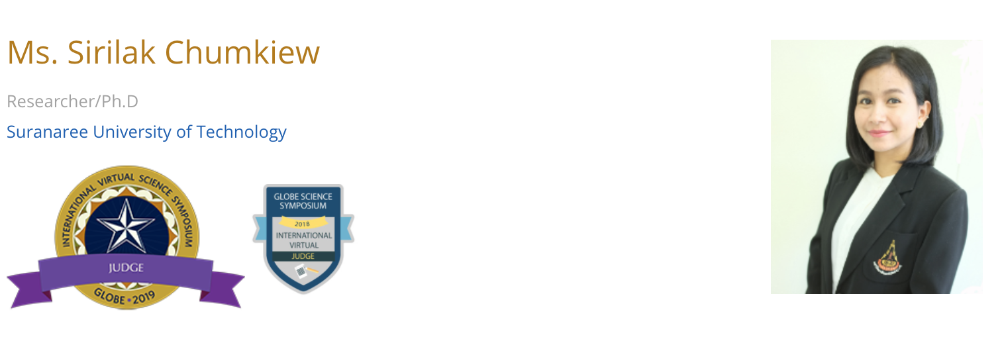 Ms. Sirilak Chumkiew
Researcher/Ph.D
Suranaree University of Technology
INTERNATIONAL VIRTUAL SCIENCE SYMPOSIUM
JUDGE
GLOBE • 2019
GLOBE SCIENCE
SYMPOSIUM
2018
INTERNATIONAL
VIRTUAL
JUDGE